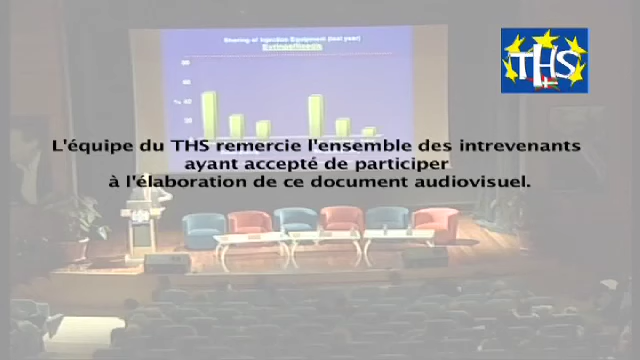 Sharing of Injection Equipment (last year)
THS
L'équipe du THS remercie l'ensemble des intrevenants
ayant accepté de participer
à l'élaboration de ce document audiovisuel.